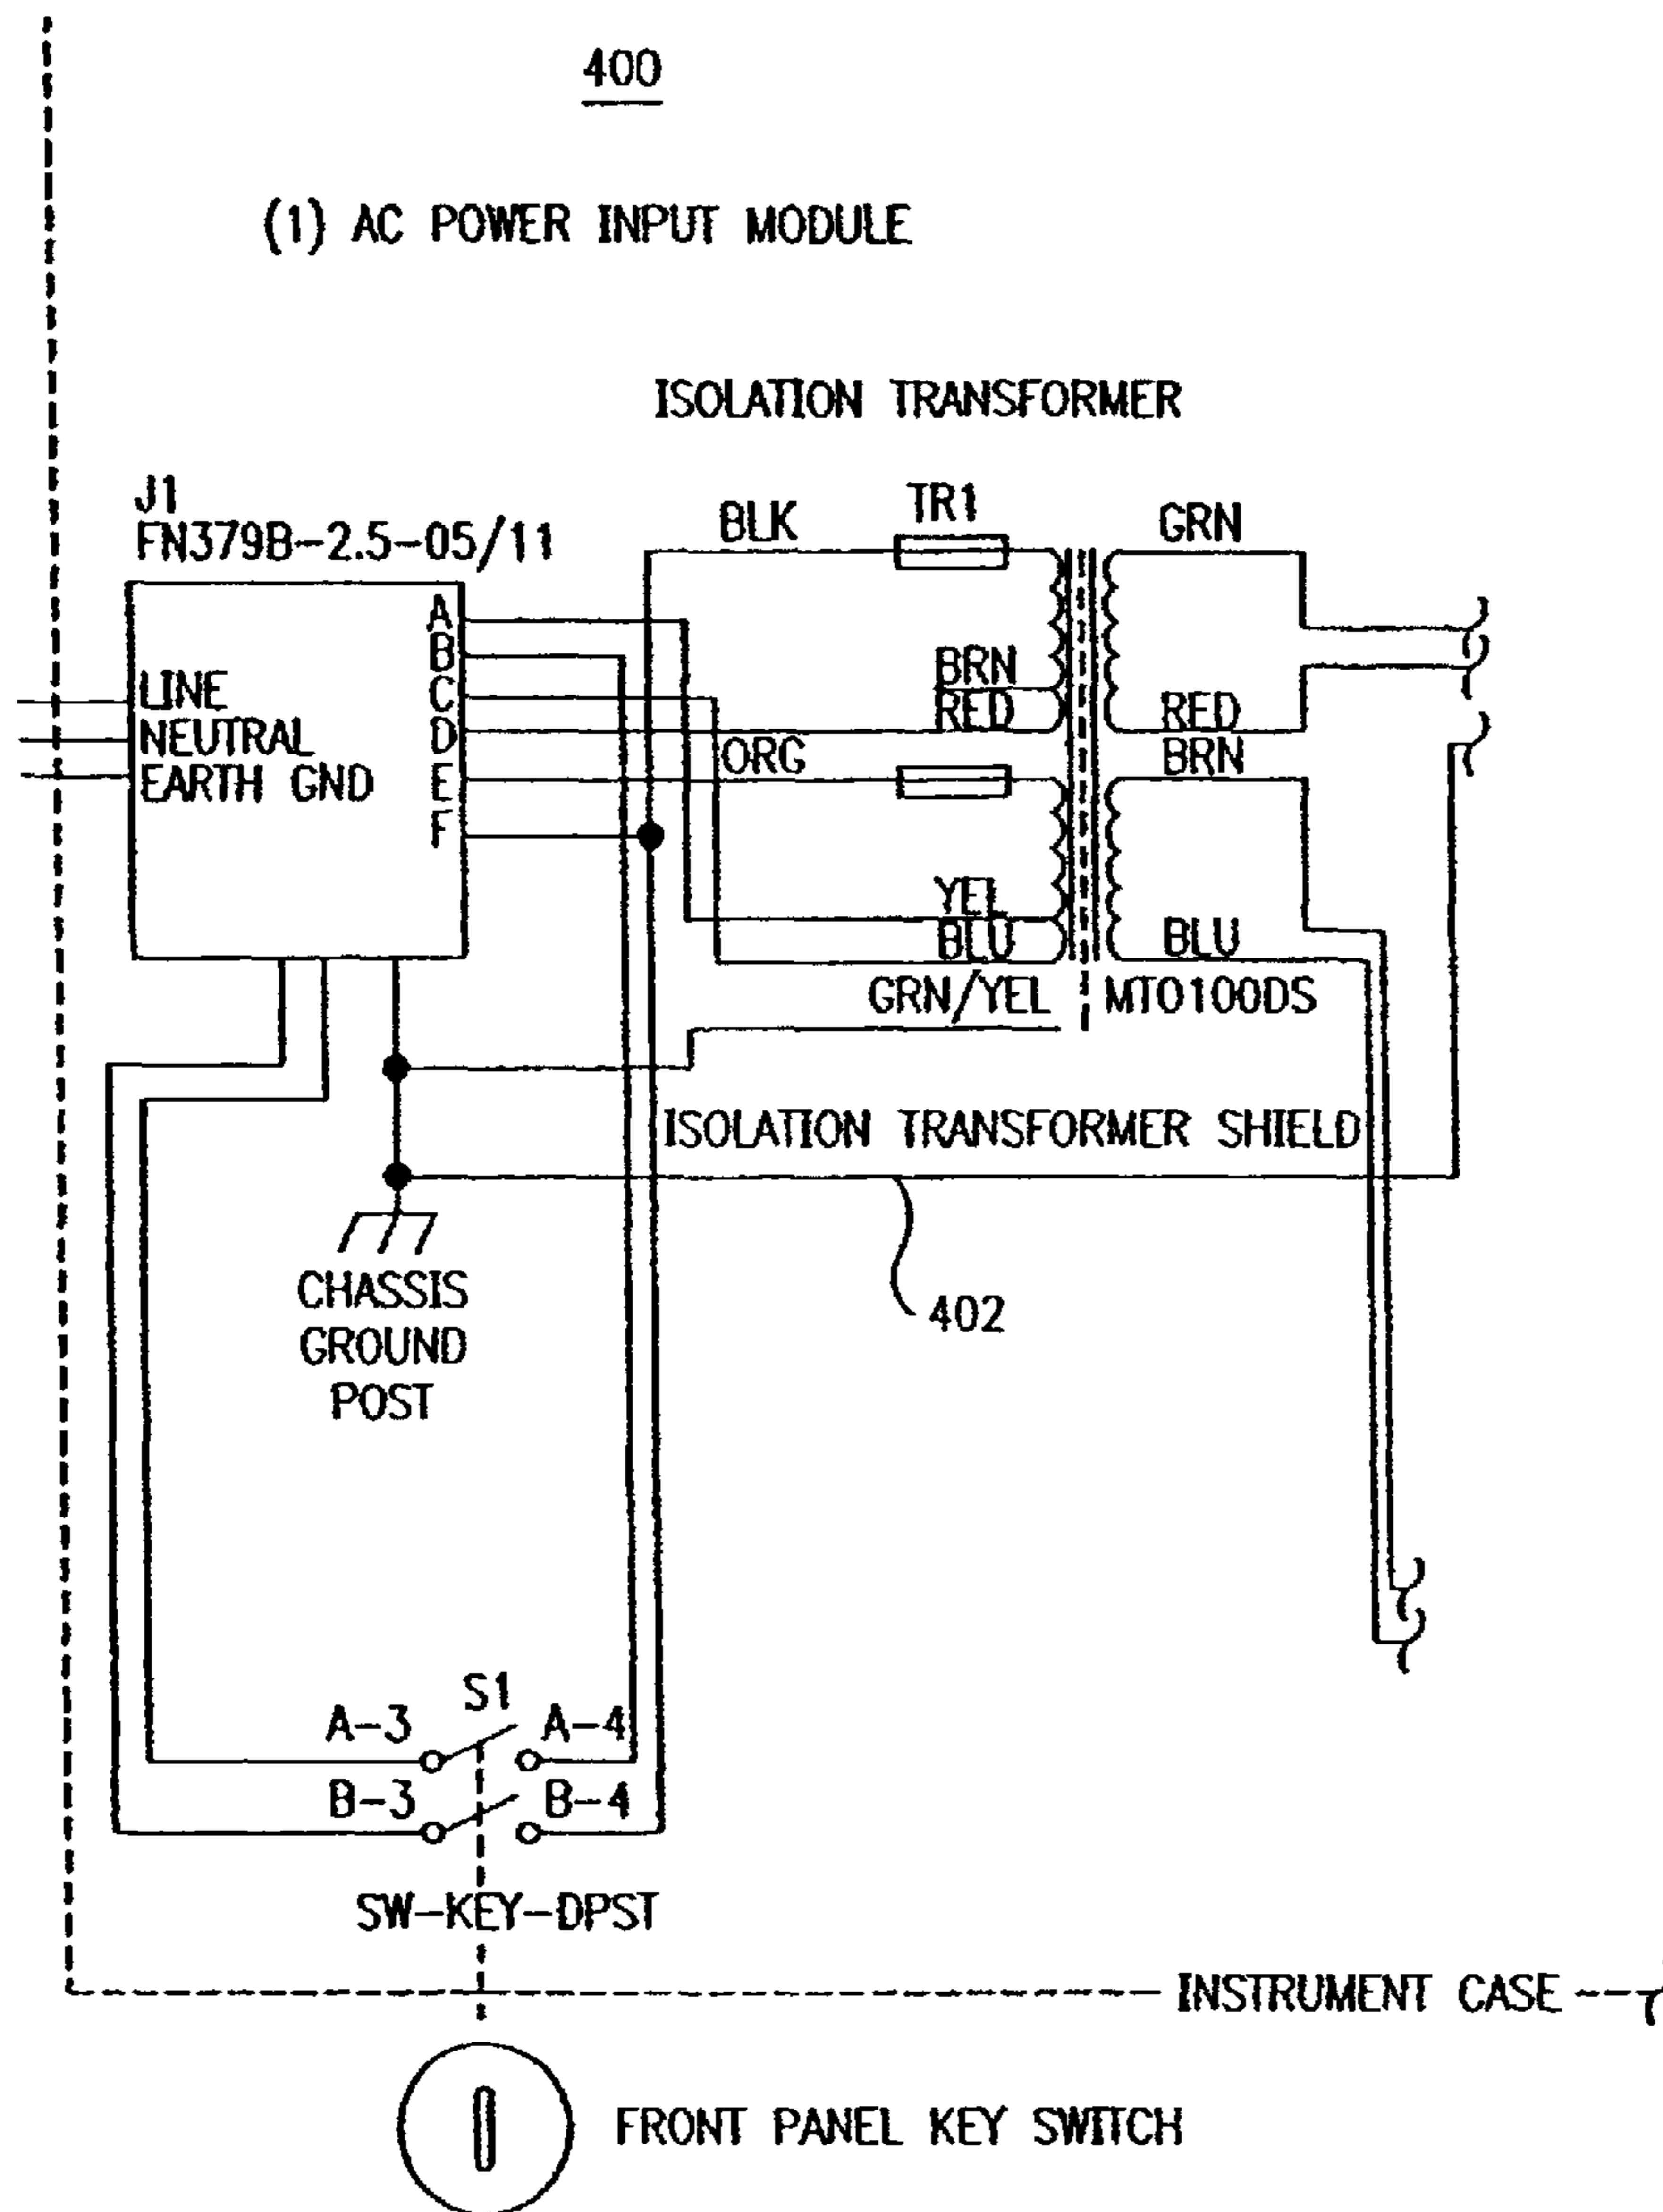 400
(1) AC POWER INPUT MODULE
ISOLATION TRANSFORMER
J1
FN379B-2.5-05/11
BLK
TR1
GRN
A
B
C
D
E
F
LINE
NEUTRAL
EARTH GND
BRN
RED
ORG
RED
BRN
YEL
BLU
BLU
GRN/YEL
MT0100DS
ISOLATION TRANSFORMER SHIELD
402
CHASSIS
GROUND
POST
S1
A-3
A-4
B-3
B-4
SW-KEY-DPST
INSTRUMENT CASE
FRONT PANEL KEY SWITCH